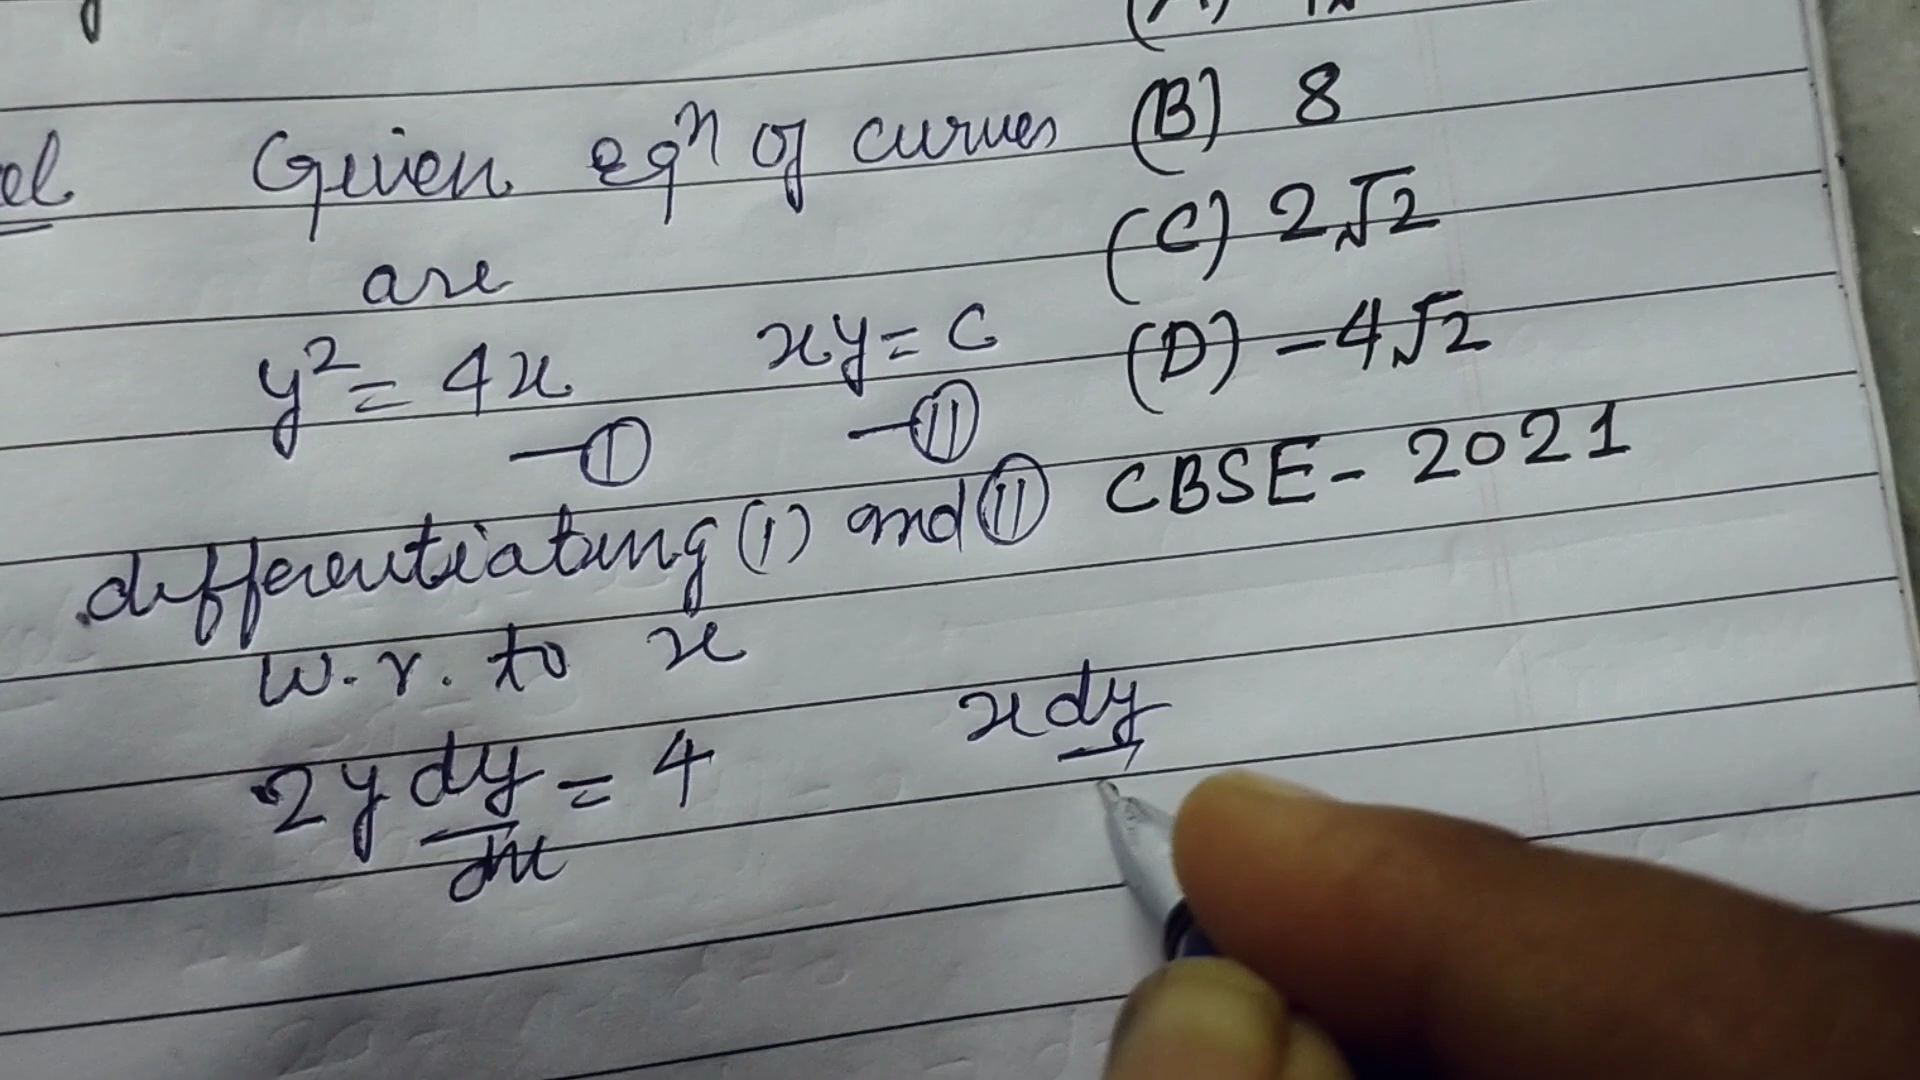 Given eqn of curves
are
y² = 4x
— (I)
xy = c
— (II)
differentiating (1) and (II)
w.r. to x
2y dy/dx = 4
x dy
(B) 8
(C) 2√2
(D) -4√2
CBSE - 2021